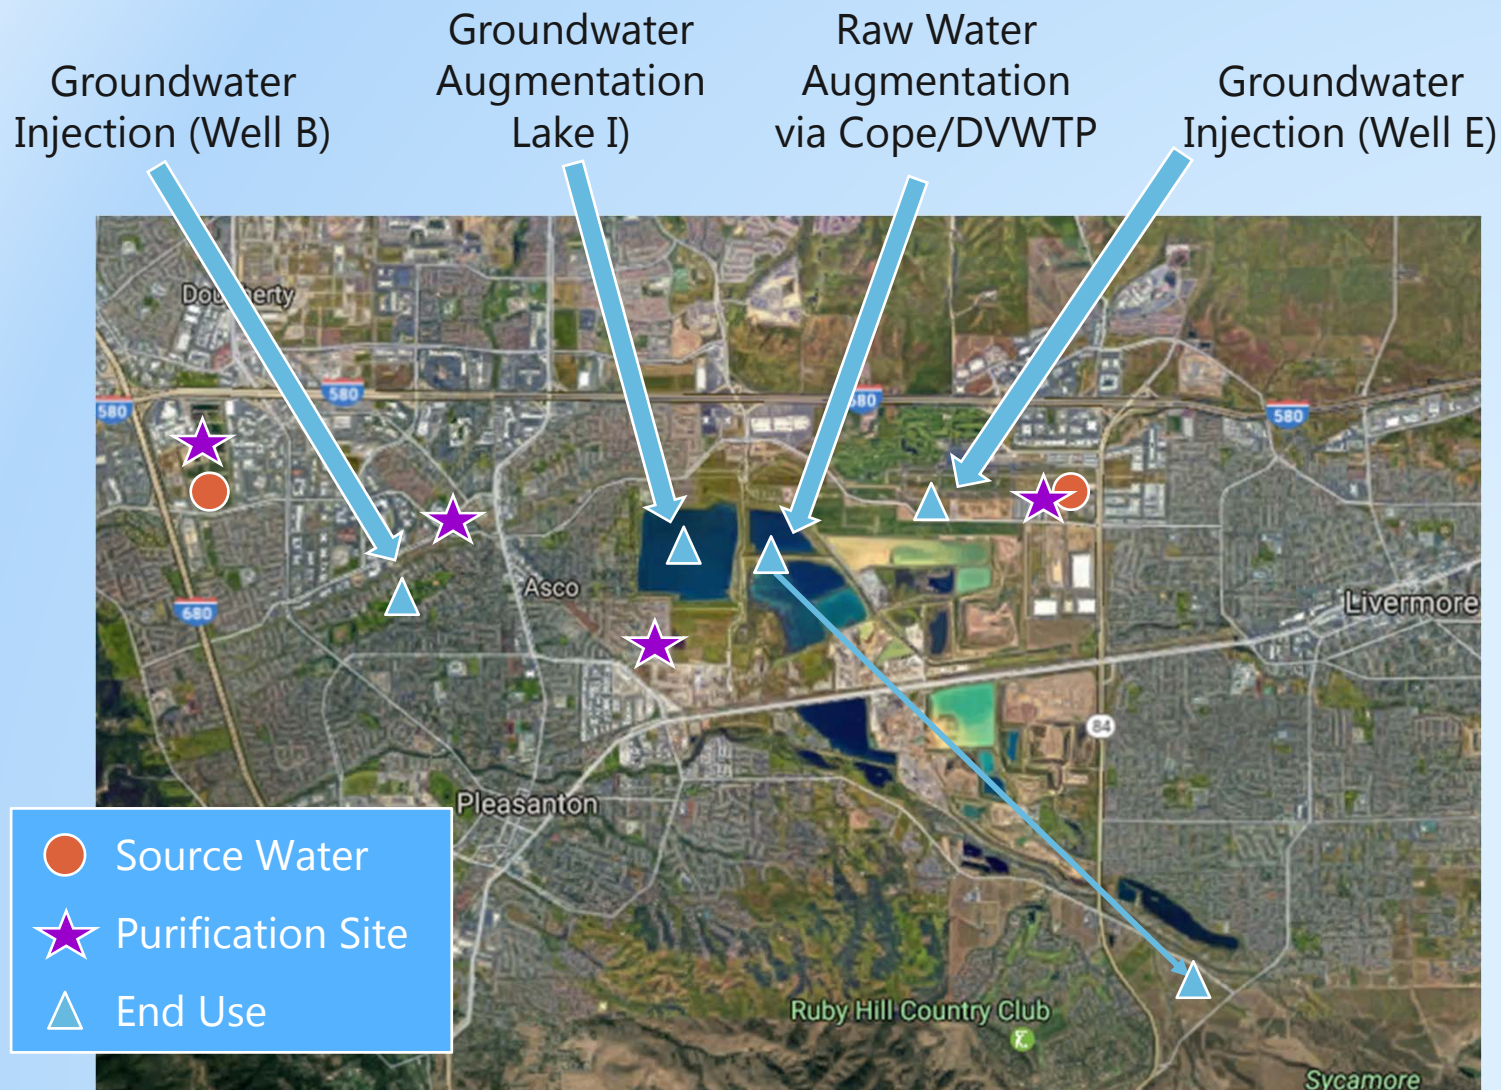 Groundwater
Injection (Well B)
Groundwater
Augmentation
Lake I)
Raw Water
Augmentation
via Cope/DVWTP
Groundwater
Injection (Well E)
Dougherty
580
580
580
580
680
Asco
Livermore
84
Pleasanton
Ruby Hill Country Club
Sycamore
Source Water
Purification Site
End Use